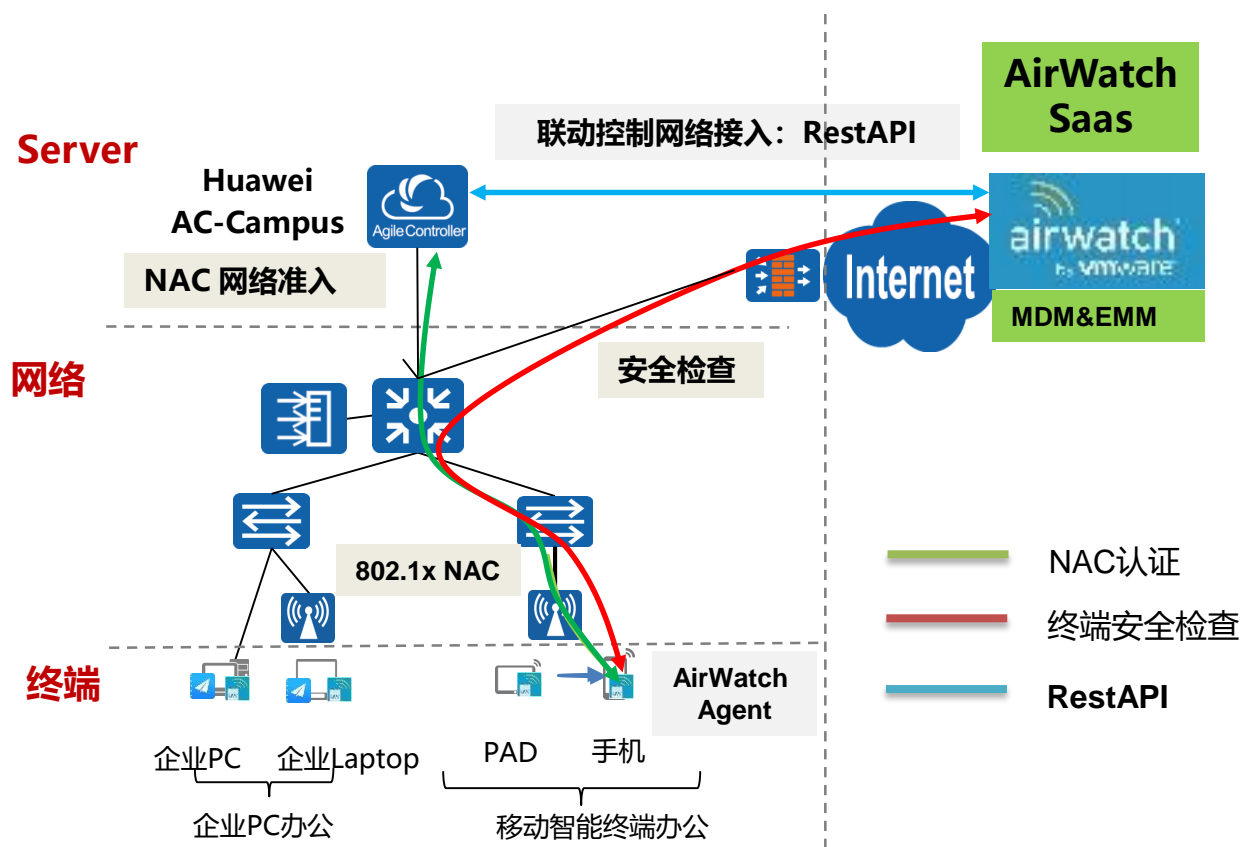 AirWatch
Saas
联动控制网络接入：RestAPI
Server
Huawei
AC-Campus
Agile Controller
airwatch
by vmware
NAC 网络准入
Internet
MDM&EMM
网络
安全检查
802.1x NAC
NAC认证
终端安全检查
RestAPI
终端
AirWatch
Agent
企业PC
企业Laptop
PAD
手机
企业PC办公
移动智能终端办公